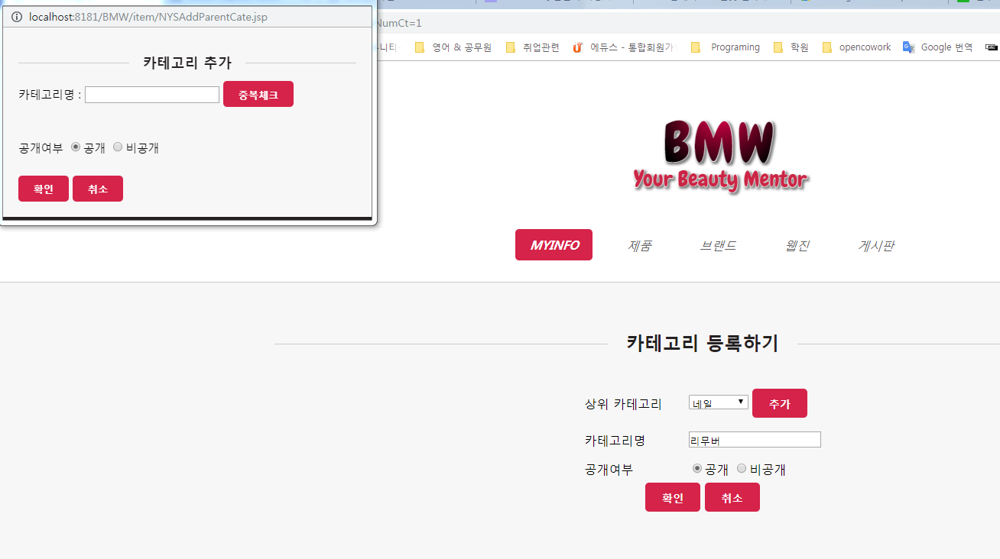 localhost:8181/BMW/item/NYSAddParentCate.jsp
NumCt=1
니티 영어 & 공무원 취업관련 에듀스 - 통합회원가 Programing 학원 opencowork Google 번역
카테고리 추가
카테고리명 : 중복체크
공개여부 공개 비공개
확인 취소
BMW
Your Beauty Mentor
MYINFO 제품 브랜드 웹진 게시판
카테고리 등록하기
상위 카테고리 네일 추가
카테고리명 리무버
공개여부 공개 비공개
확인 취소